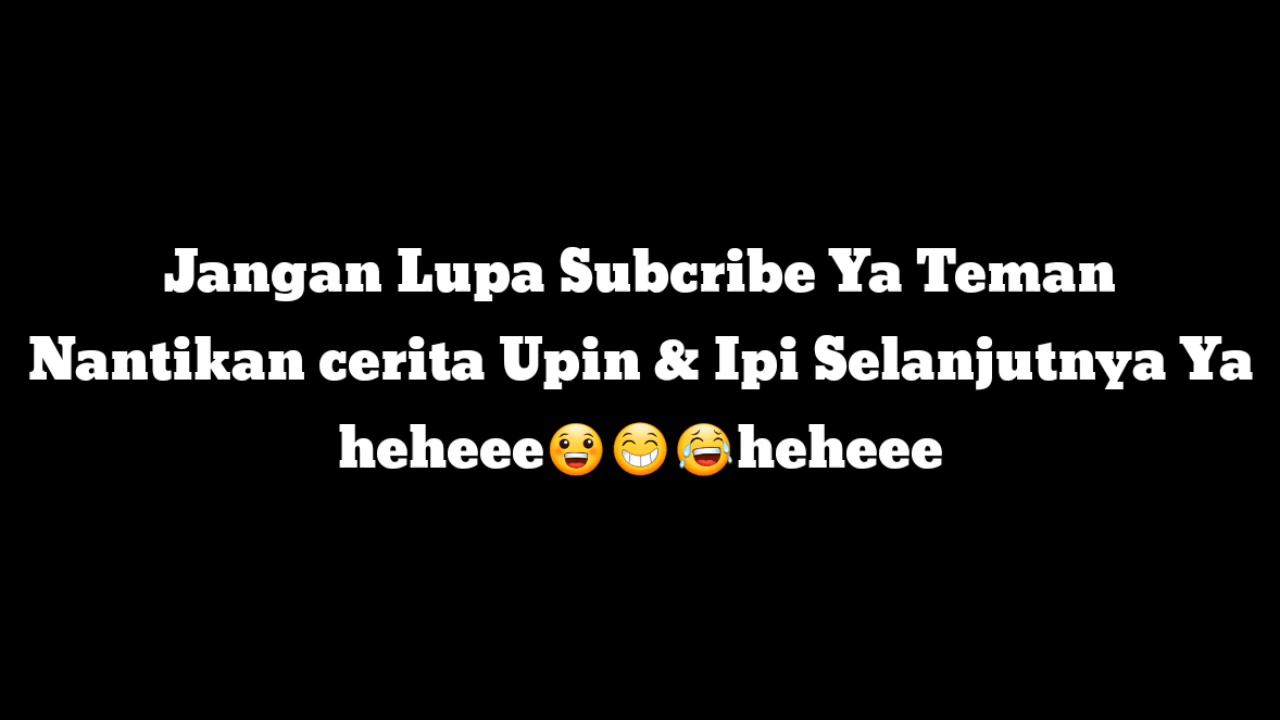 Jangan Lupa Subcribe Ya Teman
Nantikan cerita Upin & Ipi Selanjutnya Ya
heheee😀😁😂heheee